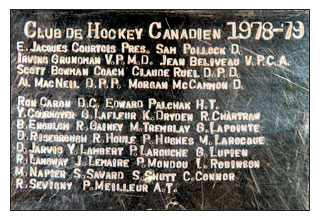 CLUB DE HOCKEY CANADIEN 1978-79
E. JACQUES COURTOIS PRES. SAM POLLOCK D.
IRVING GRUNDMAN V.P.M.D. JEAN BELIVEAU V.P.C.A.
SCOTT BOWMAN COACH CLAUDE RUEL D.P.D.
AL MACNEIL D.P.P. MORGAN MCCAMMON D.
RON CARON D.C. EDWARD PALCHAK H.T.
Y. COURNOYER G. LAFLEUR K. DRYDEN R. CHARTRAW
B. ENGBLOM R. GAINEY M. TREMBLAY G. LAPOINTE
D. RISEBROUGH R. HOULE P. HUGHES M. LAROCQUE
D. JARVIS Y. LAMBERT P. LAROUCHE G. LUPIEN
R. LANGWAY J. LEMAIRE P. MONDOU L. ROBINSON
M. NAPIER S. SAVARD S. SHUTT C. CONNOR
R. SEVIGNY P. MEILLEUR A.T.